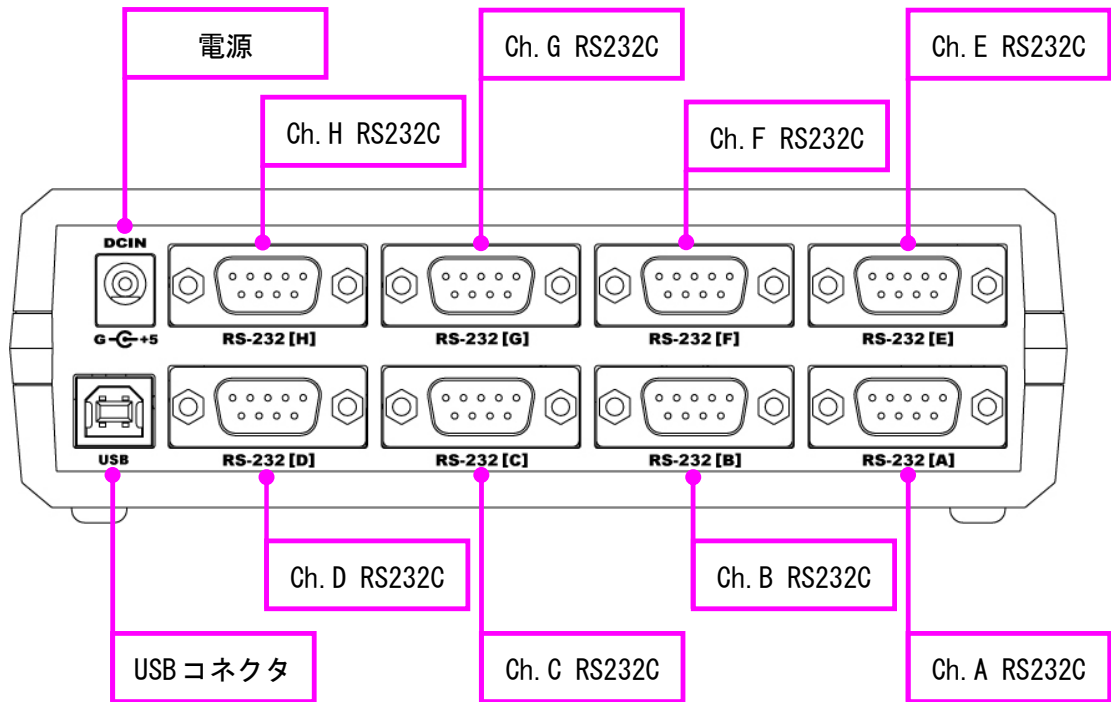 電源
Ch.G RS232C
Ch.E RS232C
Ch.H RS232C
Ch.F RS232C
DCIN
G +5
RS-232[H]
RS-232[G]
RS-232[F]
RS-232[E]
USB
RS-232[D]
RS-232[C]
RS-232[B]
RS-232[A]
Ch.D RS232C
Ch.B RS232C
USBコネクタ
Ch.C RS232C
Ch.A RS232C